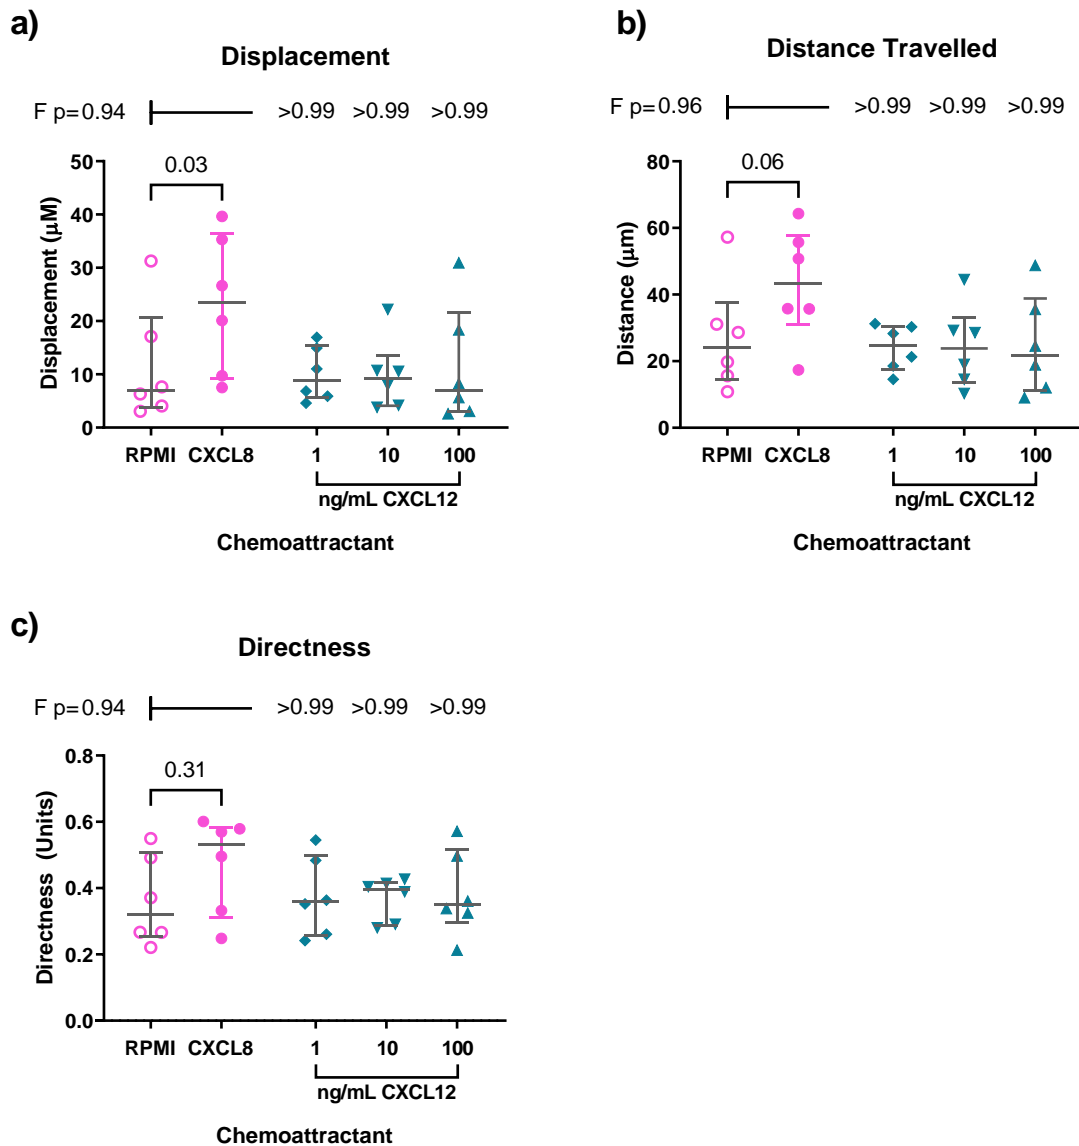 a)
Displacement
F p=0.94 >0.99 >0.99 >0.99
0.03
Displacement (μM)
50
40
30
20
10
0
RPMI CXCL8 1 10 100
ng/mL CXCL12
Chemoattractant
b)
Distance Travelled
F p=0.96 >0.99 >0.99 >0.99
0.06
Distance (μm)
80
60
40
20
0
RPMI CXCL8 1 10 100
ng/mL CXCL12
Chemoattractant
c)
Directness
F p=0.94 >0.99 >0.99 >0.99
0.31
Directness (Units)
0.8
0.6
0.4
0.2
0.0
RPMI CXCL8 1 10 100
ng/mL CXCL12
Chemoattractant